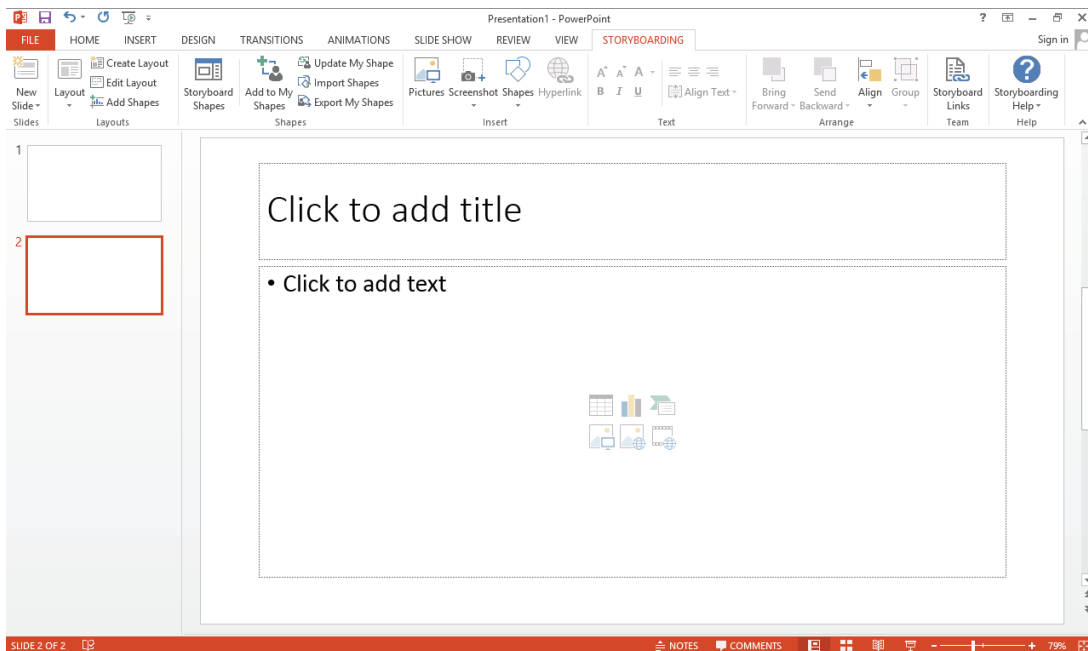 Presentation1 - PowerPoint
FILE HOME INSERT DESIGN TRANSITIONS ANIMATIONS SLIDE SHOW REVIEW VIEW STORYBOARDING Sign in
New Slide
Layout
Create Layout
Edit Layout
Add Shapes
Storyboard Shapes
Add to My Shapes
Update My Shape
Import Shapes
Export My Shapes
Pictures Screenshot Shapes Hyperlink
A A A
B I U
Align Text
Bring Forward
Send Backward
Align Group
Storyboard Links
Storyboarding Help
Slides Layouts Shapes Insert Text Arrange Team Help
1
2
Click to add title
• Click to add text
SLIDE 2 OF 2 NOTES COMMENTS 79%